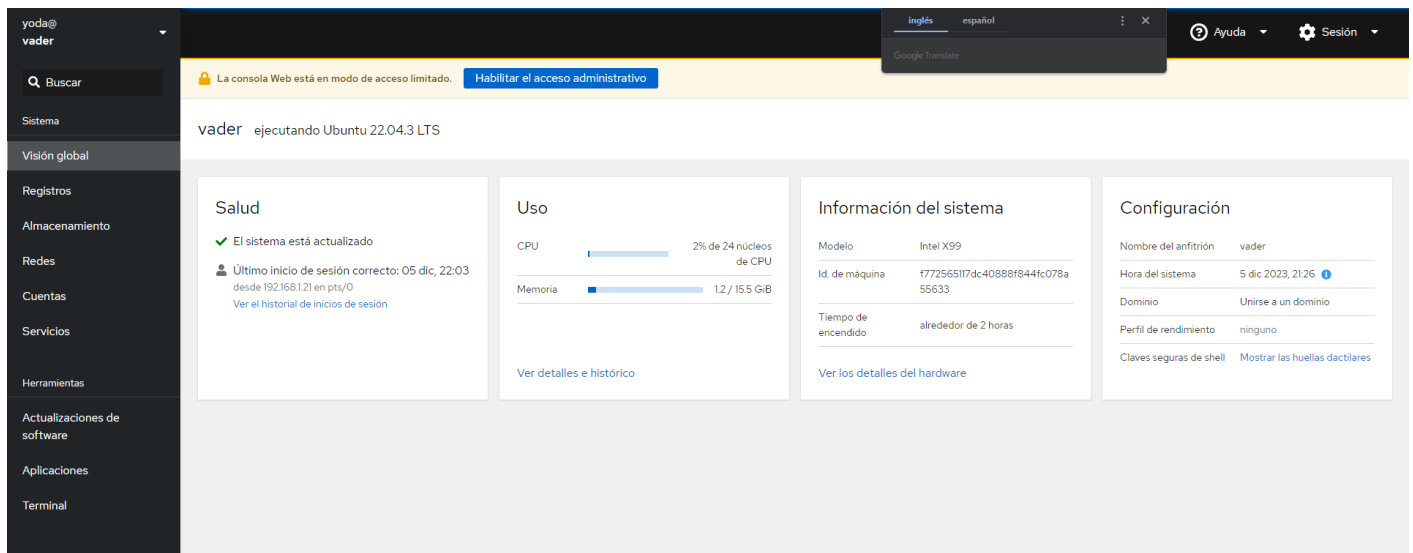 yoda@
vader
inglés español
Google Translate
Ayuda
Sesión
Buscar
La consola Web está en modo de acceso limitado. Habilitar el acceso administrativo
Sistema
vader ejecutando Ubuntu 22.04.3 LTS
Visión global
Registros
Almacenamiento
Redes
Cuentas
Servicios
Herramientas
Actualizaciones de
software
Aplicaciones
Terminal
Salud
El sistema está actualizado
Último inicio de sesión correcto: 05 dic, 22:03
desde 192.168.1.21 en pts/0
Ver el historial de inicios de sesión
Uso
CPU 2% de 24 núcleos
de CPU
Memoria 1.2 / 15.5 GiB
Ver detalles e histórico
Información del sistema
Modelo Intel X99
Id. de máquina f772565117dc40888f844fc078a
55633
Tiempo de
encendido alrededor de 2 horas
Ver los detalles del hardware
Configuración
Nombre del anfitrión vader
Hora del sistema 5 dic 2023, 21:26
Dominio Unirse a un dominio
Perfil de rendimiento ninguno
Claves seguras de shell Mostrar las huellas dactilares